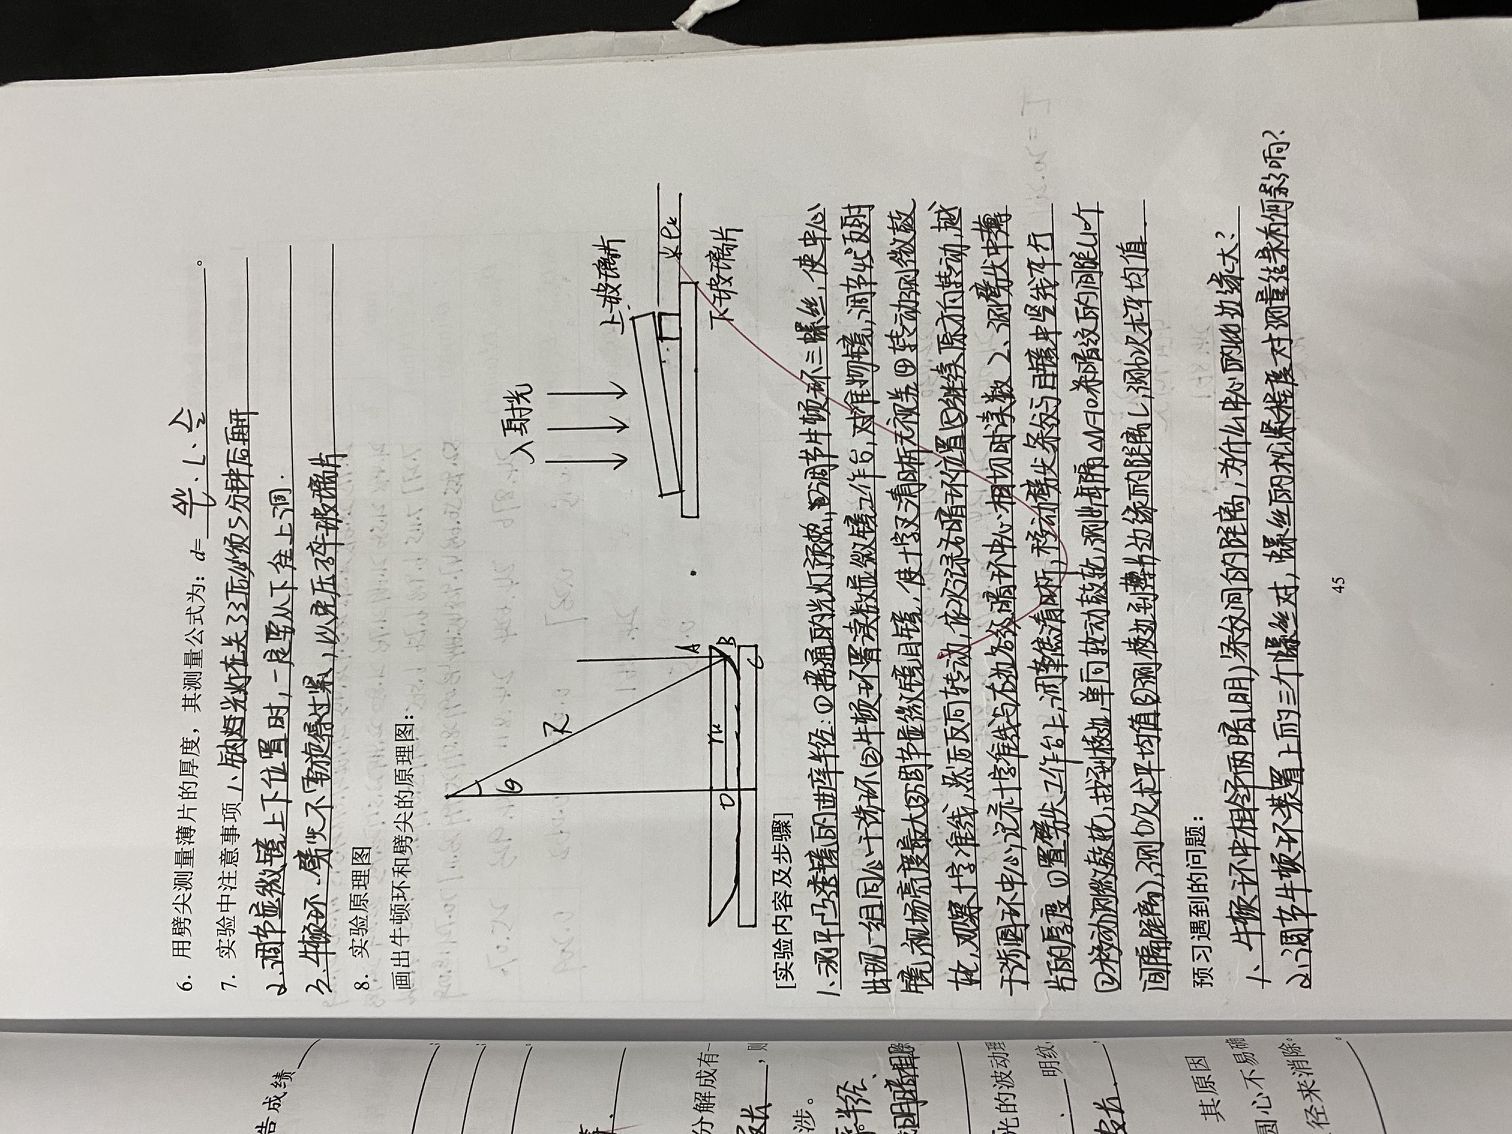 6. 用劈尖测量薄片的厚度，其测量公式为：d= ΔN/l · L · λ/2 。
7. 实验中注意事项 1、钠灯光灯在关了之后必须5分钟后再开
2、调节显微镜上下位置时，一定要从下往上调.
3、牛顿环、劈尖不需旋得过紧，以免压碎玻璃片
8. 实验原理图
画出牛顿环和劈尖的原理图：
θ
R
入射光
上玻璃片
A
rk
ek
D
B
C
下玻璃片
[实验内容及步骤]
1、测平凸透镜的曲率半径：①接通的光灯预热，调节牛顿环三螺丝，使中心
出现一组同心干涉环②牛顿环置读数显微镜工作台，对准物镜，调节45°反射
镜，视场亮度最大③调节显微镜目镜，使十字叉清晰无视差④转动测微鼓
轮，观察十字准线，然后反向转动，依次记录右暗环位置⑤继续原方向转动，越
干涉圆环中心，记示十字准线与右边各级暗环中心相切时读数 2、测劈尖中薄
片的厚度 ①置劈尖工作台上，调节焦清晰，移动劈尖条纹与目镜中竖线平行
②移动测微鼓轮，找到棱边，单向转动鼓轮，测出每隔ΔN=10条暗纹的间距(10个
间隔距离)，测6次求平均值③测棱边到薄片边缘的距离L，测6次求平均值.
预习遇到的问题：
1、牛顿环中相邻两暗(明)条纹间的距离，为什么中心的比边缘大？
2、调节牛顿环装置上的三个螺丝时，螺丝的松紧程度对测量结果有何影响？
45
告成绩
分解成有一
，则
涉。
半径、
明暗相
光的波动理
明纹
其原因
圆心不易确
径来消除。